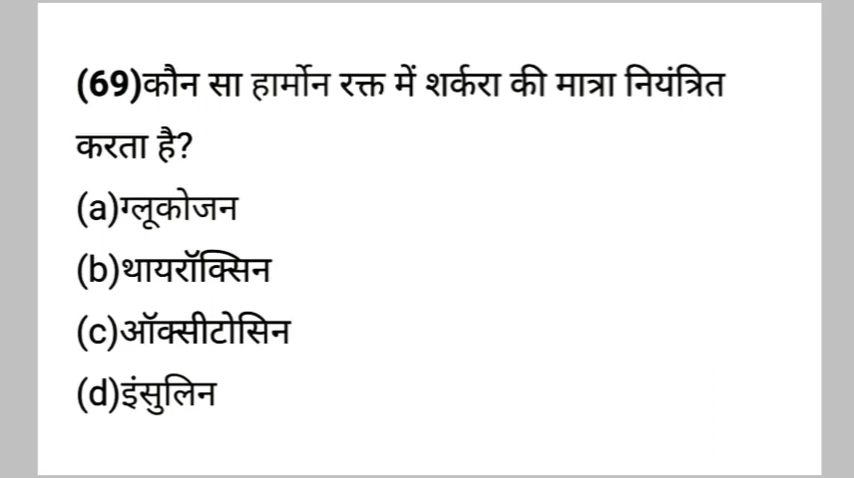 (69)कौन सा हार्मोन रक्त में शर्करा की मात्रा नियंत्रित
करता है?
(a)ग्लूकोजन
(b)थायरॉक्सिन
(c)ऑक्सीटोसिन
(d)इंसुलिन